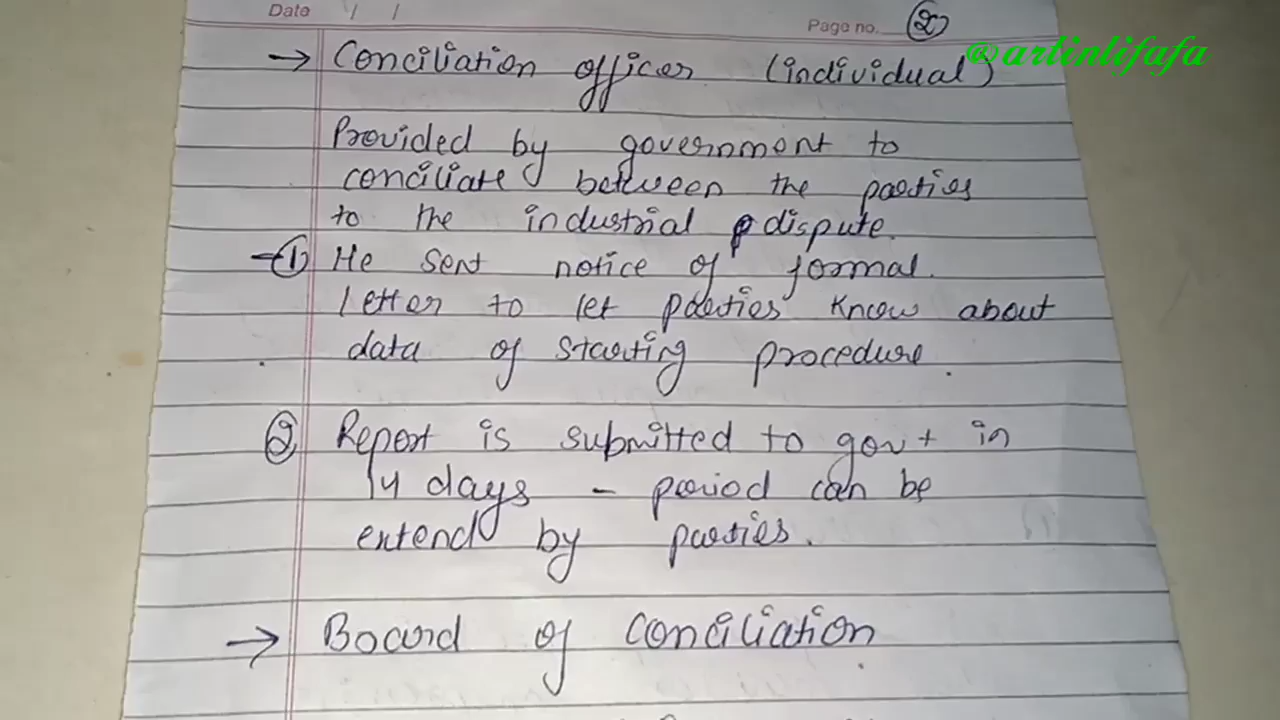 Date / /
Page no. 2
@artinlifafa
→ Conciliation officer (individual)
Provided by government to
conciliate between the parties
to the industrial dispute.
① He sent notice of formal
letter to let parties know about
data of starting procedure.
② Report is submitted to govt in
14 days - period can be
extend by parties.
→ Board of conciliation